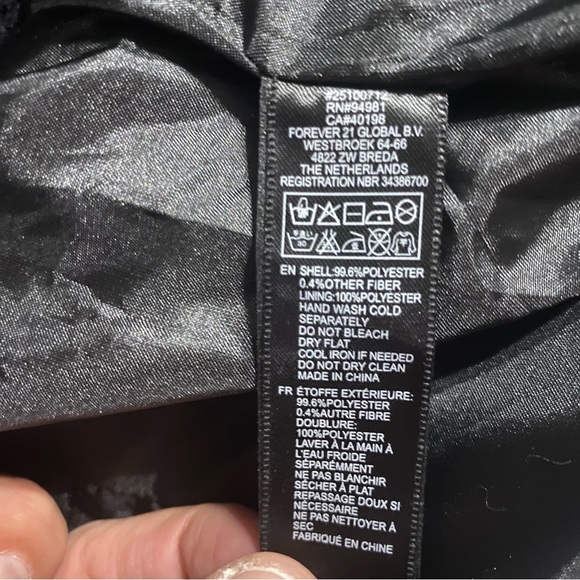 #25100712
RN#94981
CA#40198
FOREVER 21 GLOBAL B.V.
WESTBROEK 64-66
4822 ZW BREDA
THE NETHERLANDS
REGISTRATION NBR 34386700
手洗い
30
EN SHELL:99.6%POLYESTER
0.4%OTHER FIBER
LINING:100%POLYESTER
HAND WASH COLD
SEPARATELY
DO NOT BLEACH
DRY FLAT
COOL IRON IF NEEDED
DO NOT DRY CLEAN
MADE IN CHINA
FR ÉTOFFE EXTÉRIEURE:
99.6%POLYESTER
0.4%AUTRE FIBRE
DOUBLURE:
100%POLYESTER
LAVER À LA MAIN À
L'EAU FROIDE
SÉPARÉMMENT
NE PAS BLANCHIR
SÉCHER À PLAT
REPASSAGE DOUX SI
NÉCESSAIRE
NE PAS NETTOYER À
SEC
FABRIQUÉ EN CHINE